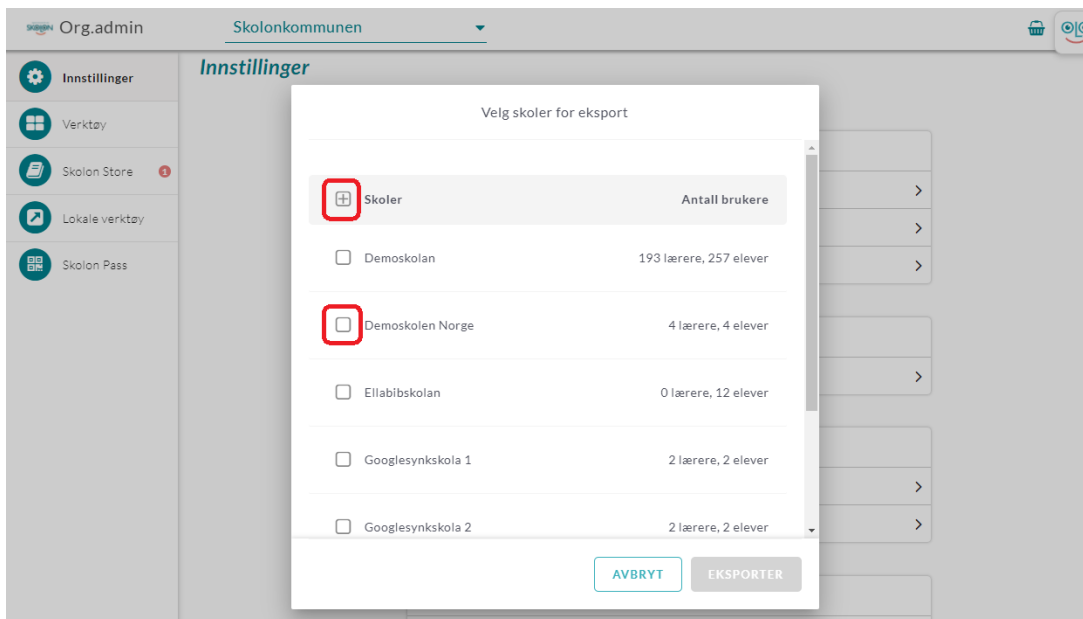 Org.admin
Skolonkommunen
Innstillinger
Verktøy
Skolon Store 1
Lokale verktøy
Skolon Pass
Innstillinger
Velg skoler for eksport
Skoler Antall brukere
Demoskolan 193 lærere, 257 elever
Demoskolen Norge 4 lærere, 4 elever
Ellabibskolan 0 lærere, 12 elever
Googlesynkskola 1 2 lærere, 2 elever
Googlesynkskola 2 2 lærere, 2 elever
AVBRYT EKSPORTER